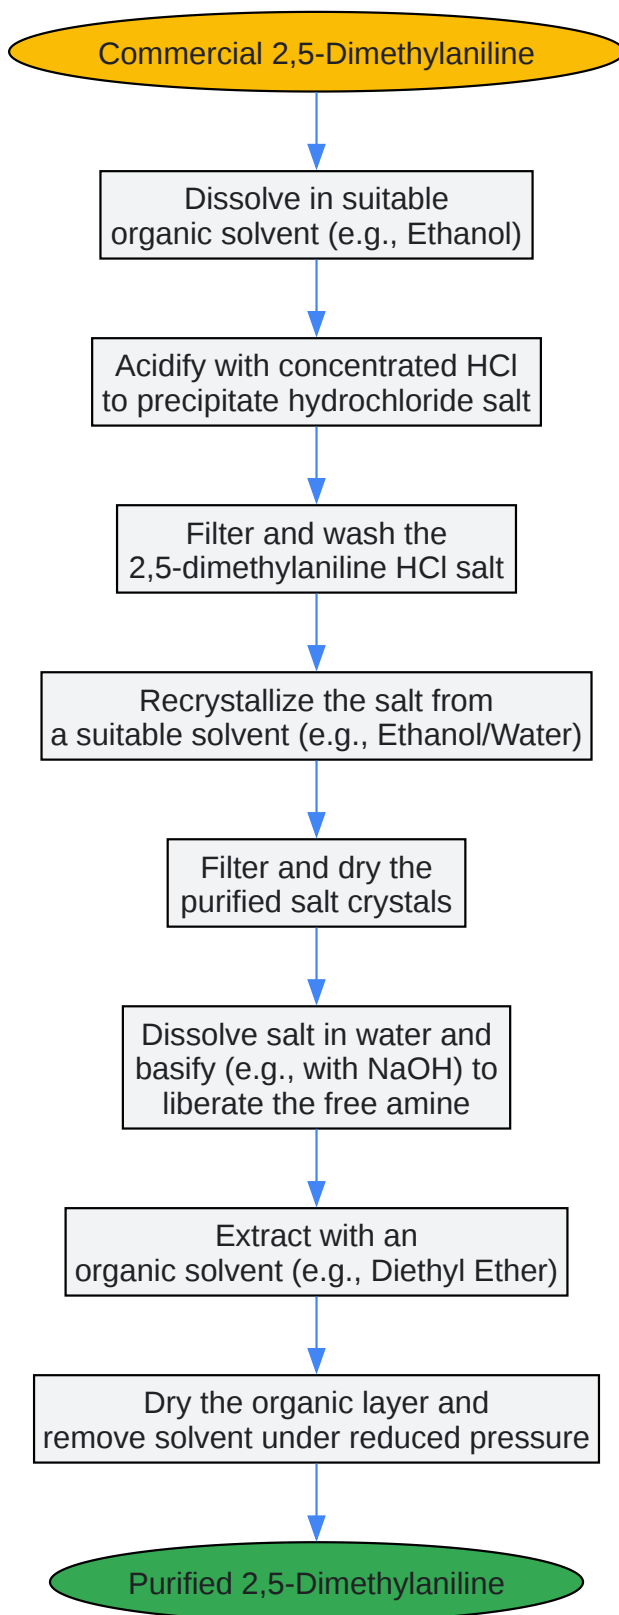 Commercial 2,5-Dimethylaniline
Dissolve in suitable
organic solvent (e.g., Ethanol)
Acidify with concentrated HCl
to precipitate hydrochloride salt
Filter and wash the
2,5-dimethylaniline HCl salt
Recrystallize the salt from
a suitable solvent (e.g., Ethanol/Water)
Filter and dry the
purified salt crystals
Dissolve salt in water and
basify (e.g., with NaOH) to
liberate the free amine
Extract with an
organic solvent (e.g., Diethyl Ether)
Dry the organic layer and
remove solvent under reduced pressure
Purified 2,5-Dimethylaniline